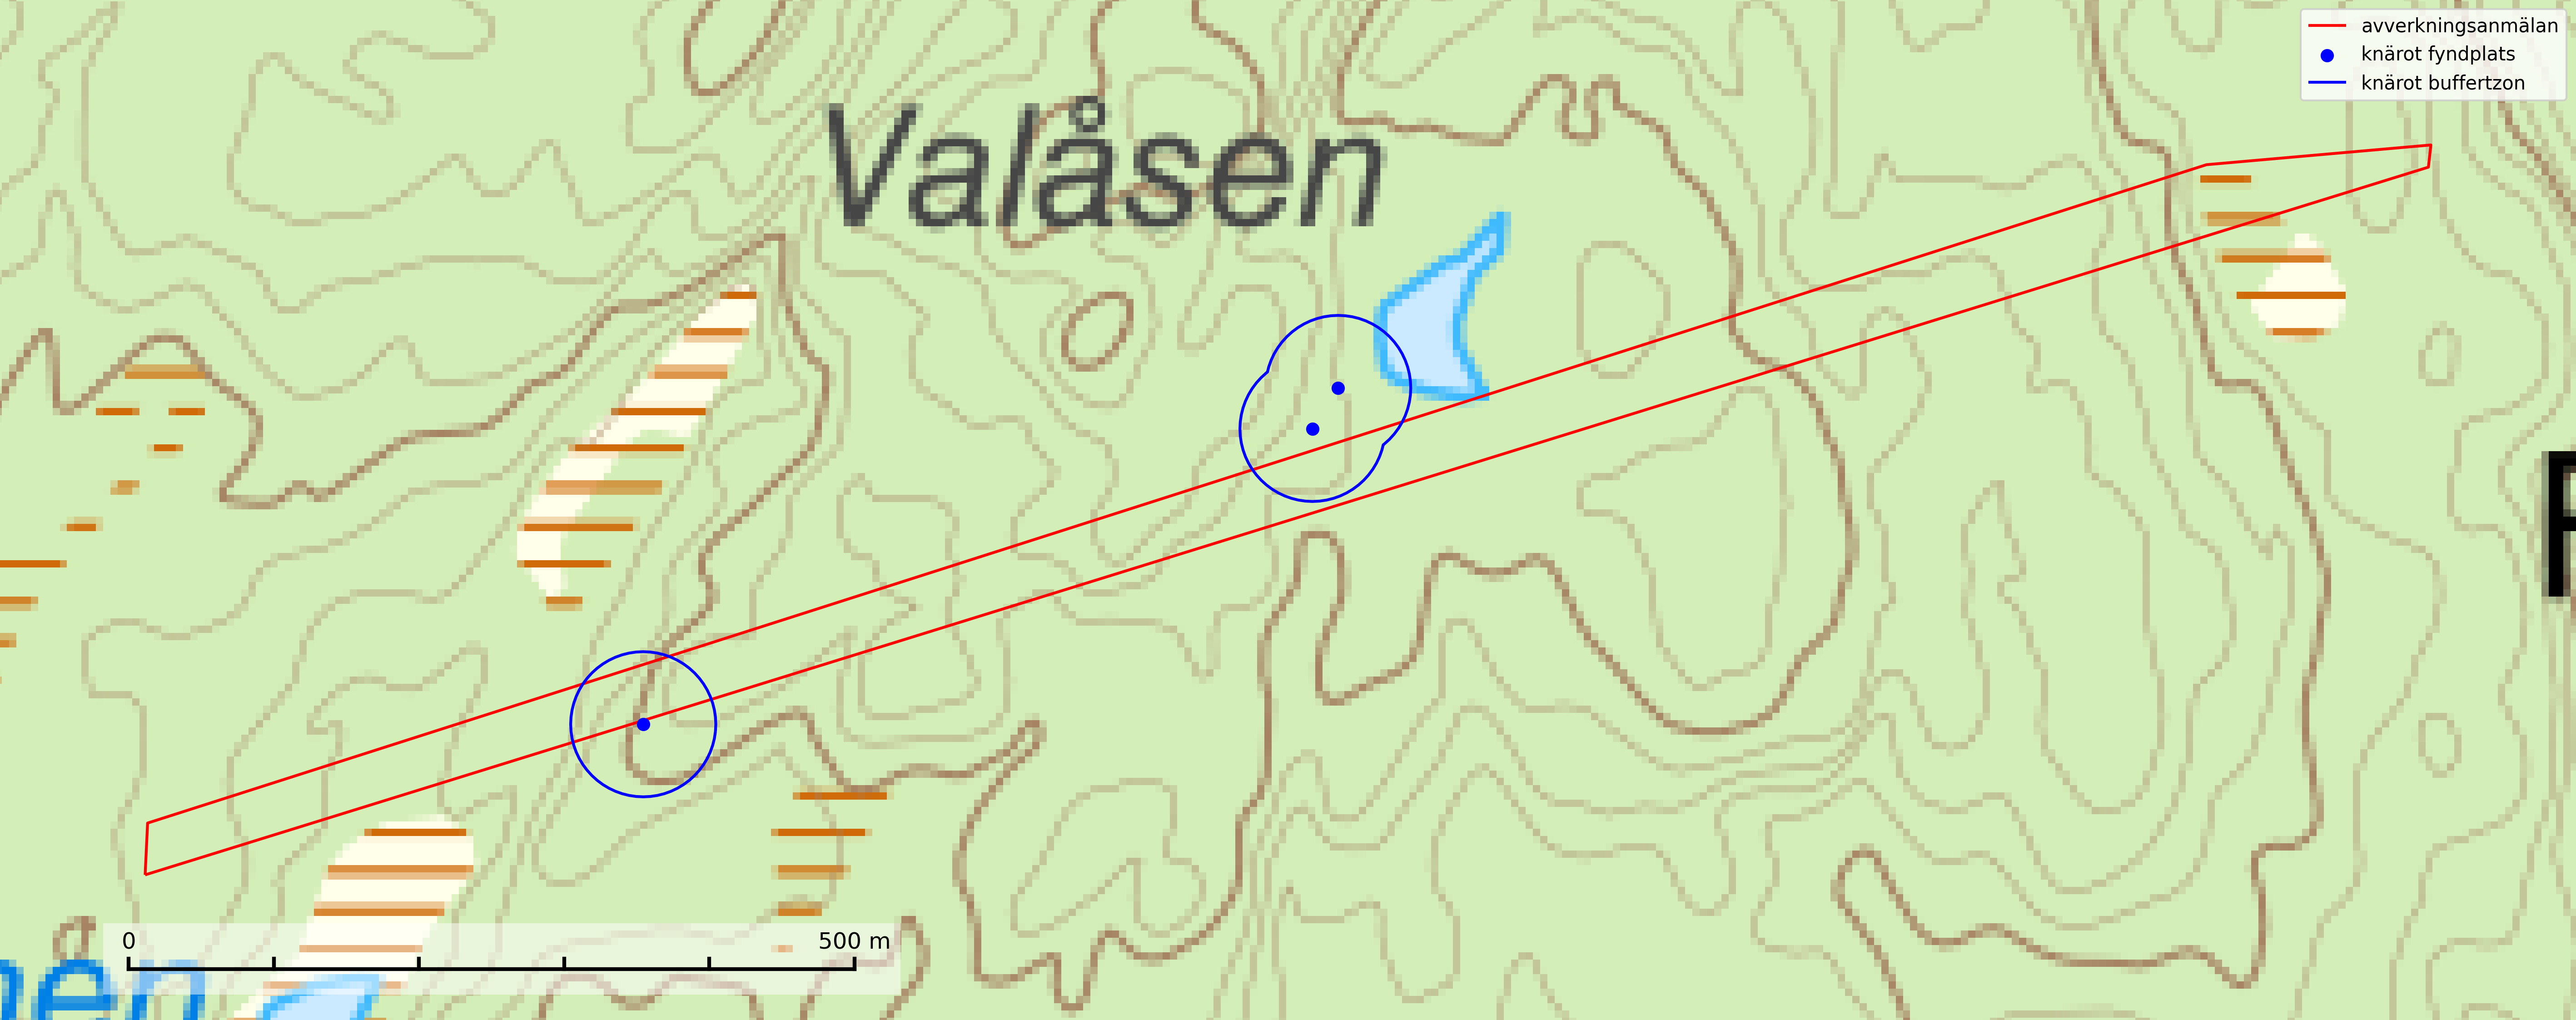 avverkningsanmälan
knärot fyndplats
knärot buffertzon
Valåsen
0 500 m